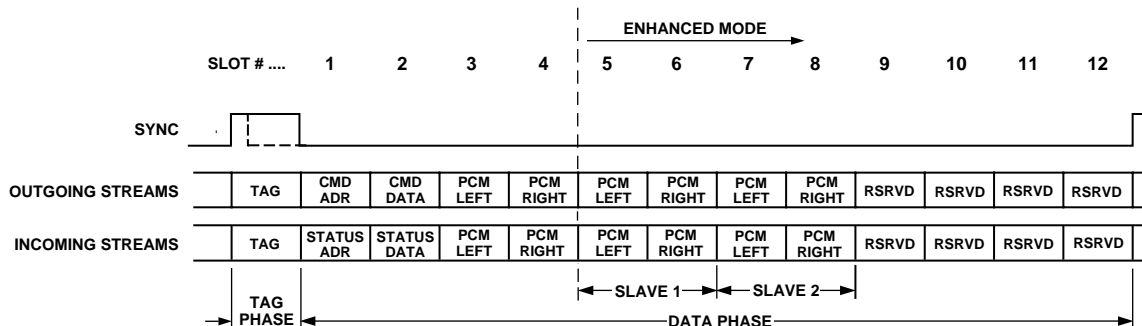 ENHANCED MODE
SLOT # .... 1 2 3 4 5 6 7 8 9 10 11 12
SYNC
OUTGOING STREAMS TAG CMD ADR CMD DATA PCM LEFT PCM RIGHT PCM LEFT PCM RIGHT PCM LEFT PCM RIGHT RSRVD RSRVD RSRVD RSRVD
INCOMING STREAMS TAG STATUS ADR STATUS DATA PCM LEFT PCM RIGHT PCM LEFT PCM RIGHT PCM LEFT PCM RIGHT RSRVD RSRVD RSRVD RSRVD
SLAVE 1 SLAVE 2
TAG PHASE DATA PHASE